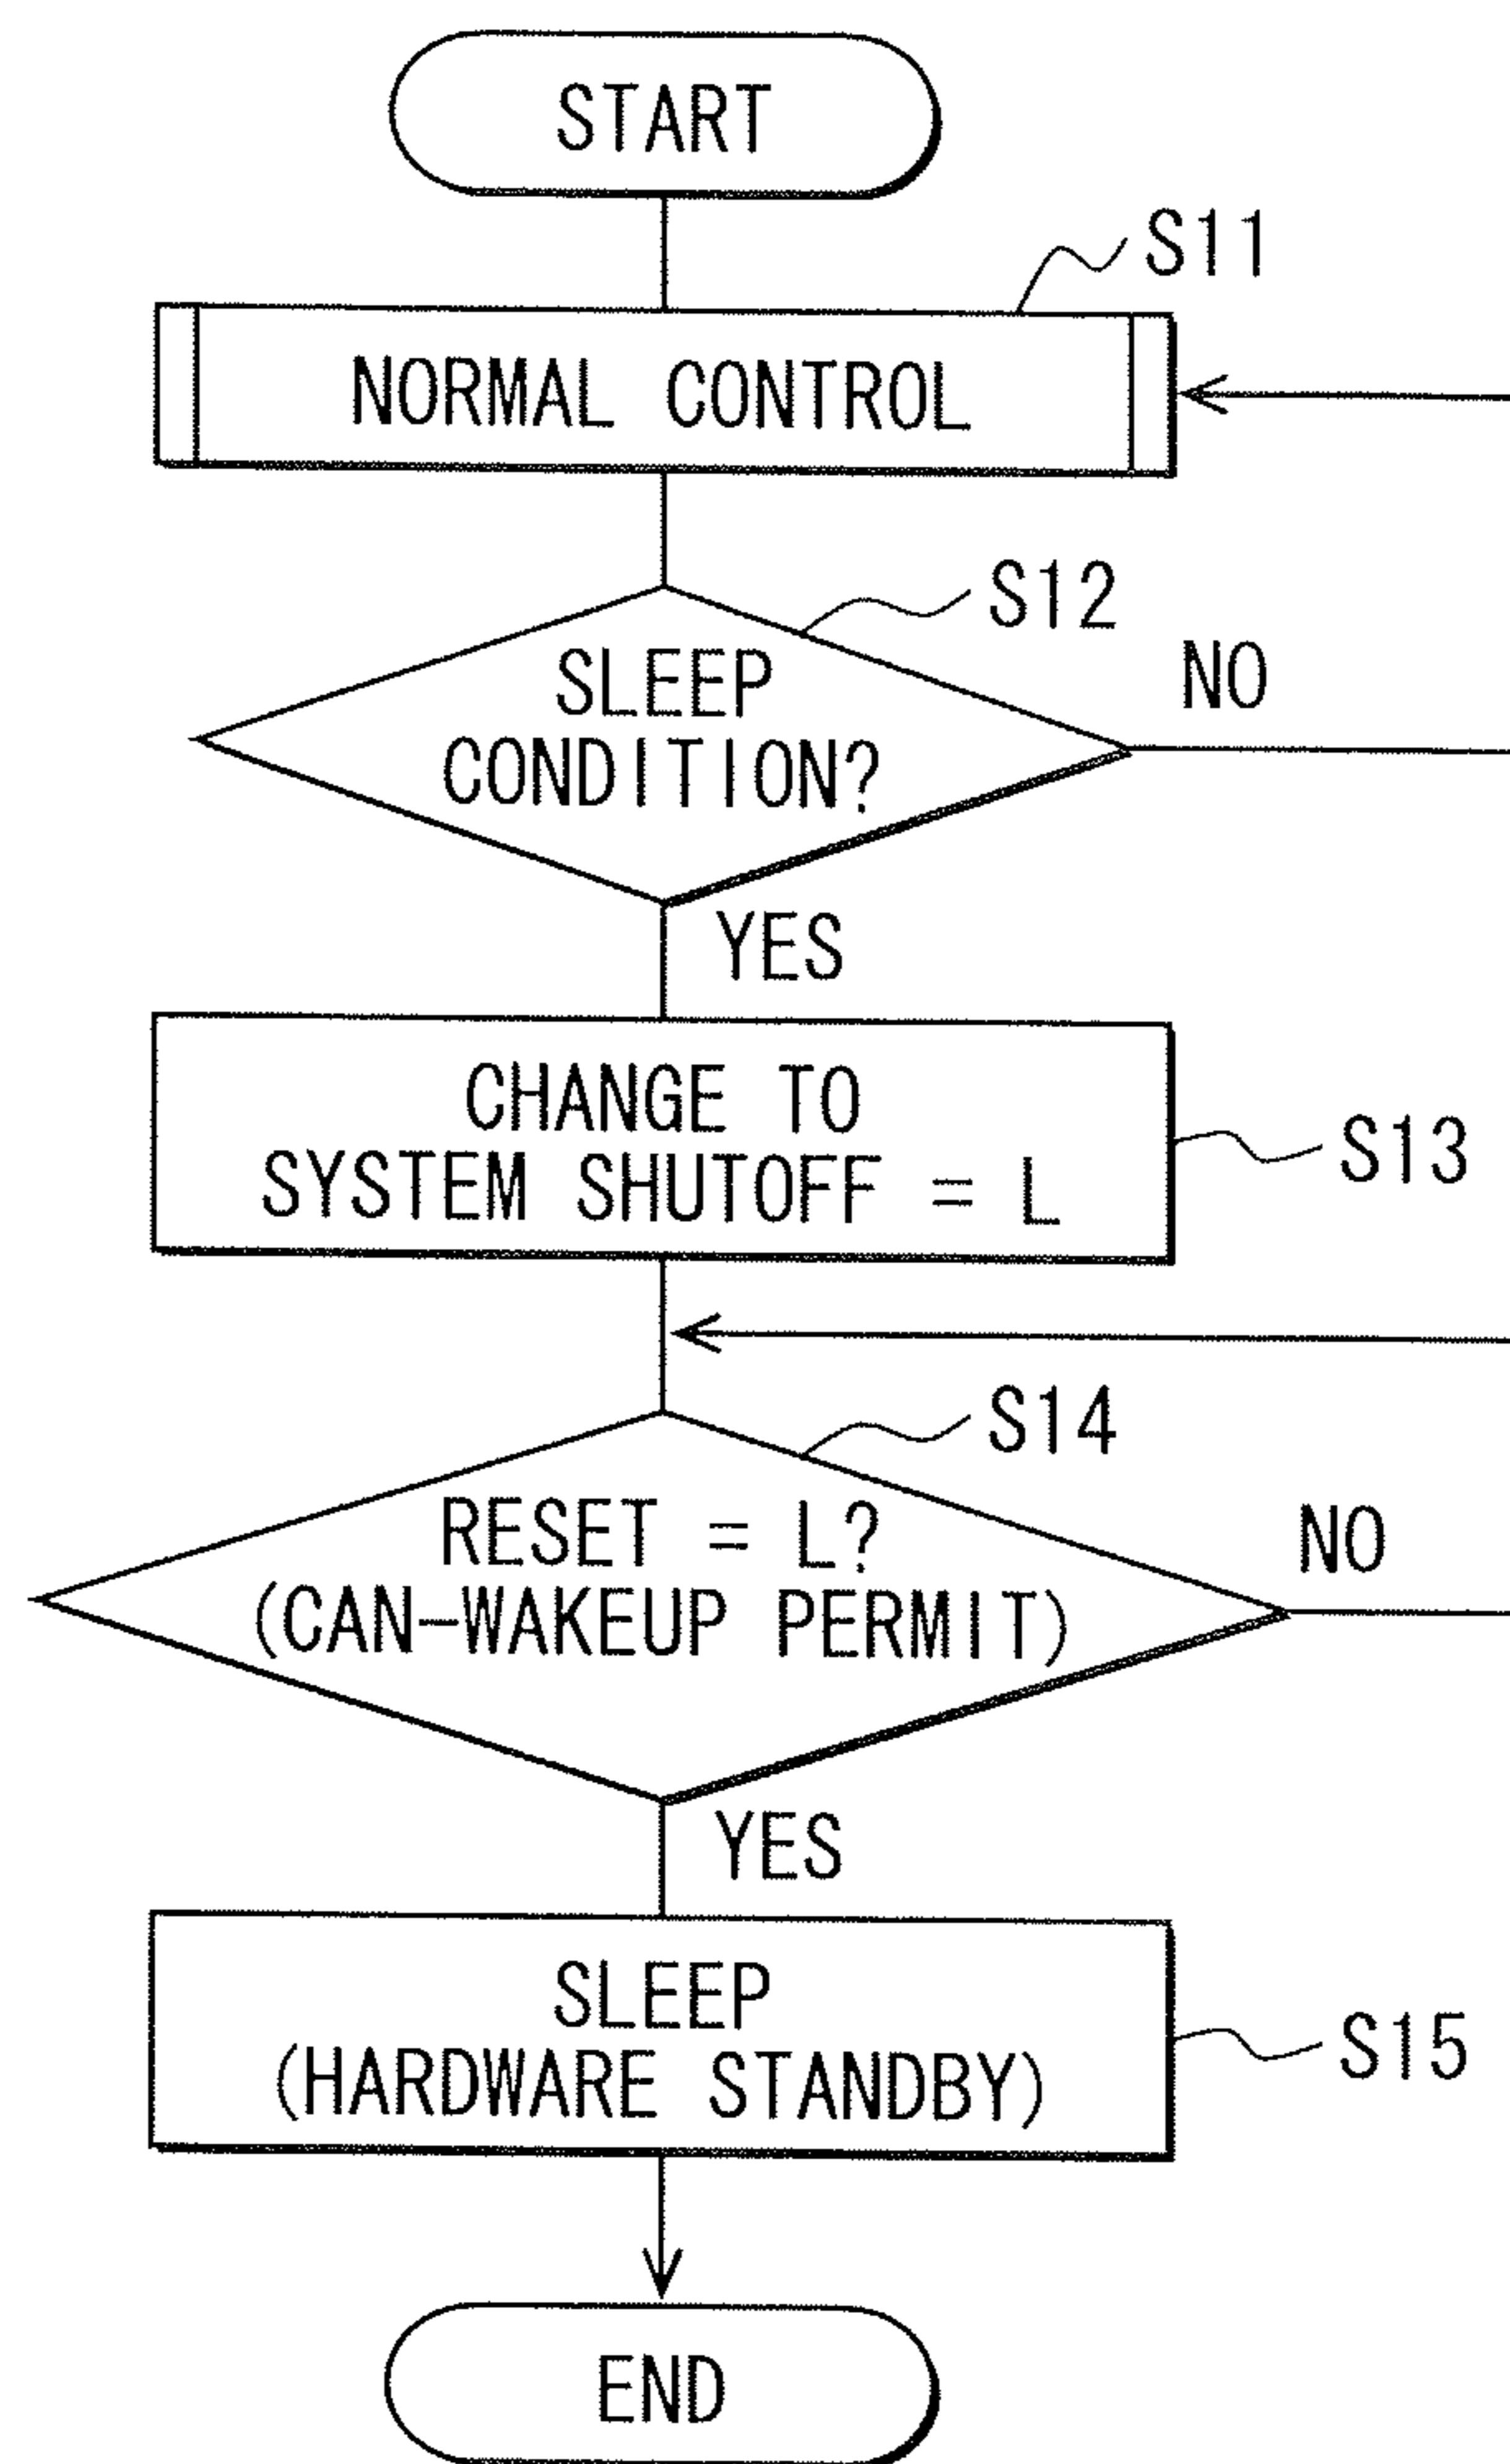 START
S11
NORMAL CONTROL
S12
SLEEP
CONDITION?
NO
YES
CHANGE TO
SYSTEM SHUTOFF = L
S13
S14
RESET = L?
(CAN-WAKEUP PERMIT)
NO
YES
SLEEP
(HARDWARE STANDBY)
S15
END